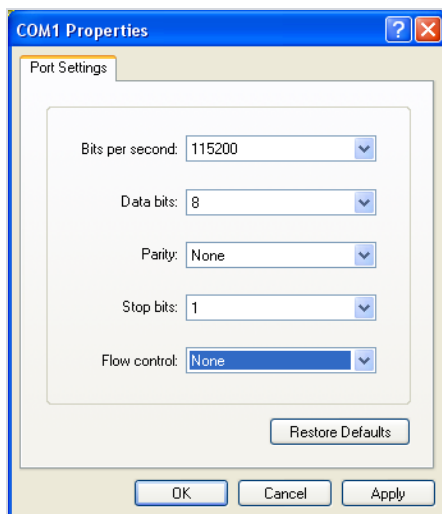 COM1 Properties
Port Settings
Bits per second: 115200
Data bits: 8
Parity: None
Stop bits: 1
Flow control: None
Restore Defaults
OK Cancel Apply